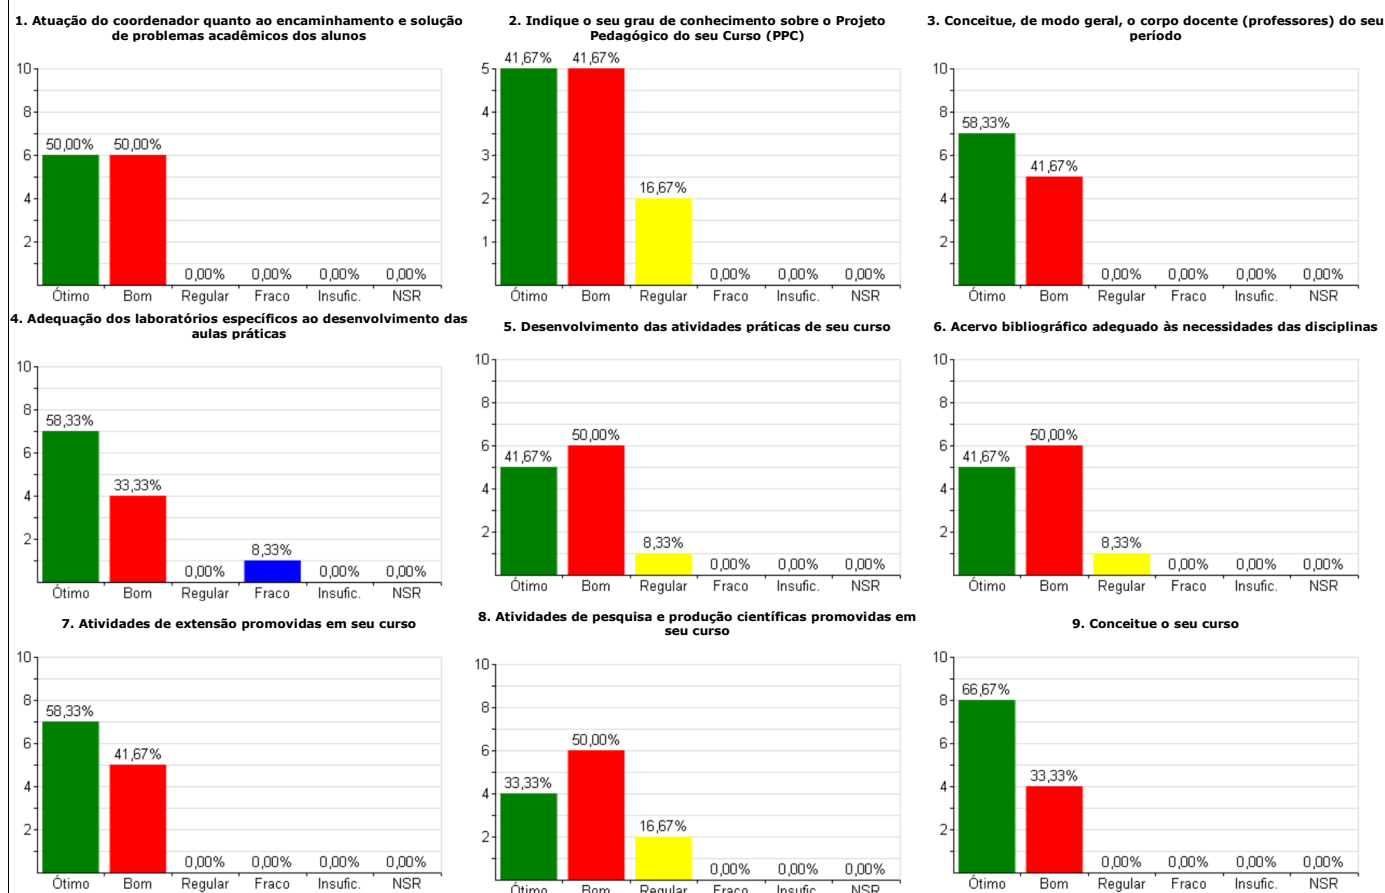 1. Atuação do coordenador quanto ao encaminhamento e solução
de problemas acadêmicos dos alunos
10
8
6
4
2
50,00%
50,00%
0,00%
0,00%
0,00%
0,00%
Ótimo
Bom
Regular
Fraco
Insufic.
NSR
2. Indique o seu grau de conhecimento sobre o Projeto
Pedagógico do seu Curso (PPC)
5
4
3
2
1
41,67%
41,67%
16,67%
0,00%
0,00%
0,00%
Ótimo
Bom
Regular
Fraco
Insufic.
NSR
3. Conceitue, de modo geral, o corpo docente (professores) do seu
período
10
8
6
4
2
58,33%
41,67%
0,00%
0,00%
0,00%
0,00%
Ótimo
Bom
Regular
Fraco
Insufic.
NSR
4. Adequação dos laboratórios específicos ao desenvolvimento das
aulas práticas
10
8
6
4
2
58,33%
33,33%
0,00%
8,33%
0,00%
0,00%
Ótimo
Bom
Regular
Fraco
Insufic.
NSR
5. Desenvolvimento das atividades práticas de seu curso
10
8
6
4
2
41,67%
50,00%
8,33%
0,00%
0,00%
0,00%
Ótimo
Bom
Regular
Fraco
Insufic.
NSR
6. Acervo bibliográfico adeguado às necessidades das disciplinas
10
8
6
4
2
41,67%
50,00%
8,33%
0,00%
0,00%
0,00%
Ótimo
Bom
Regular
Fraco
Insufic.
NSR
7. Atividades de extensão promovidas em seu curso
10
8
6
4
2
58,33%
41,67%
0,00%
0,00%
0,00%
0,00%
Ótimo
Bom
Regular
Fraco
Insufic.
NSR
8. Atividades de pesquisa e produção científicas promovidas em
seu curso
10
8
6
4
2
33,33%
50,00%
16,67%
0,00%
0,00%
0,00%
Ótimo
Bom
Regular
Fraco
Insufic.
NSR
9. Conceitue o seu curso
10
8
6
4
2
66,67%
33,33%
0,00%
0,00%
0,00%
0,00%
Ótimo
Bom
Regular
Fraco
Insufic.
NSR